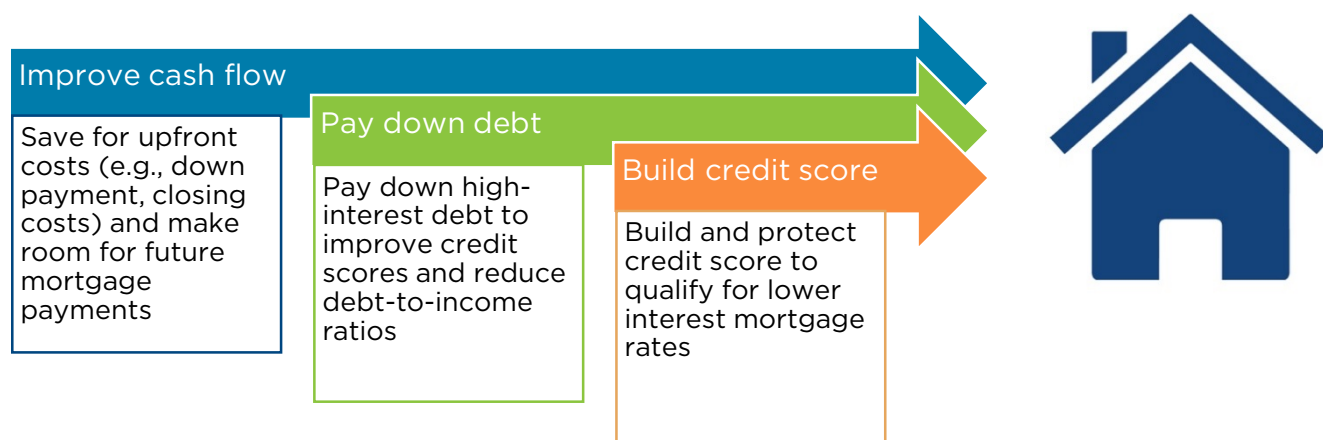 Improve cash flow
Save for upfront
costs (e.g., down
payment, closing
costs) and make
room for future
mortgage
payments
Pay down debt
Pay down high-
interest debt to
improve credit
scores and reduce
debt-to-income
ratios
Build credit score
Build and protect
credit score to
qualify for lower
interest mortgage
rates